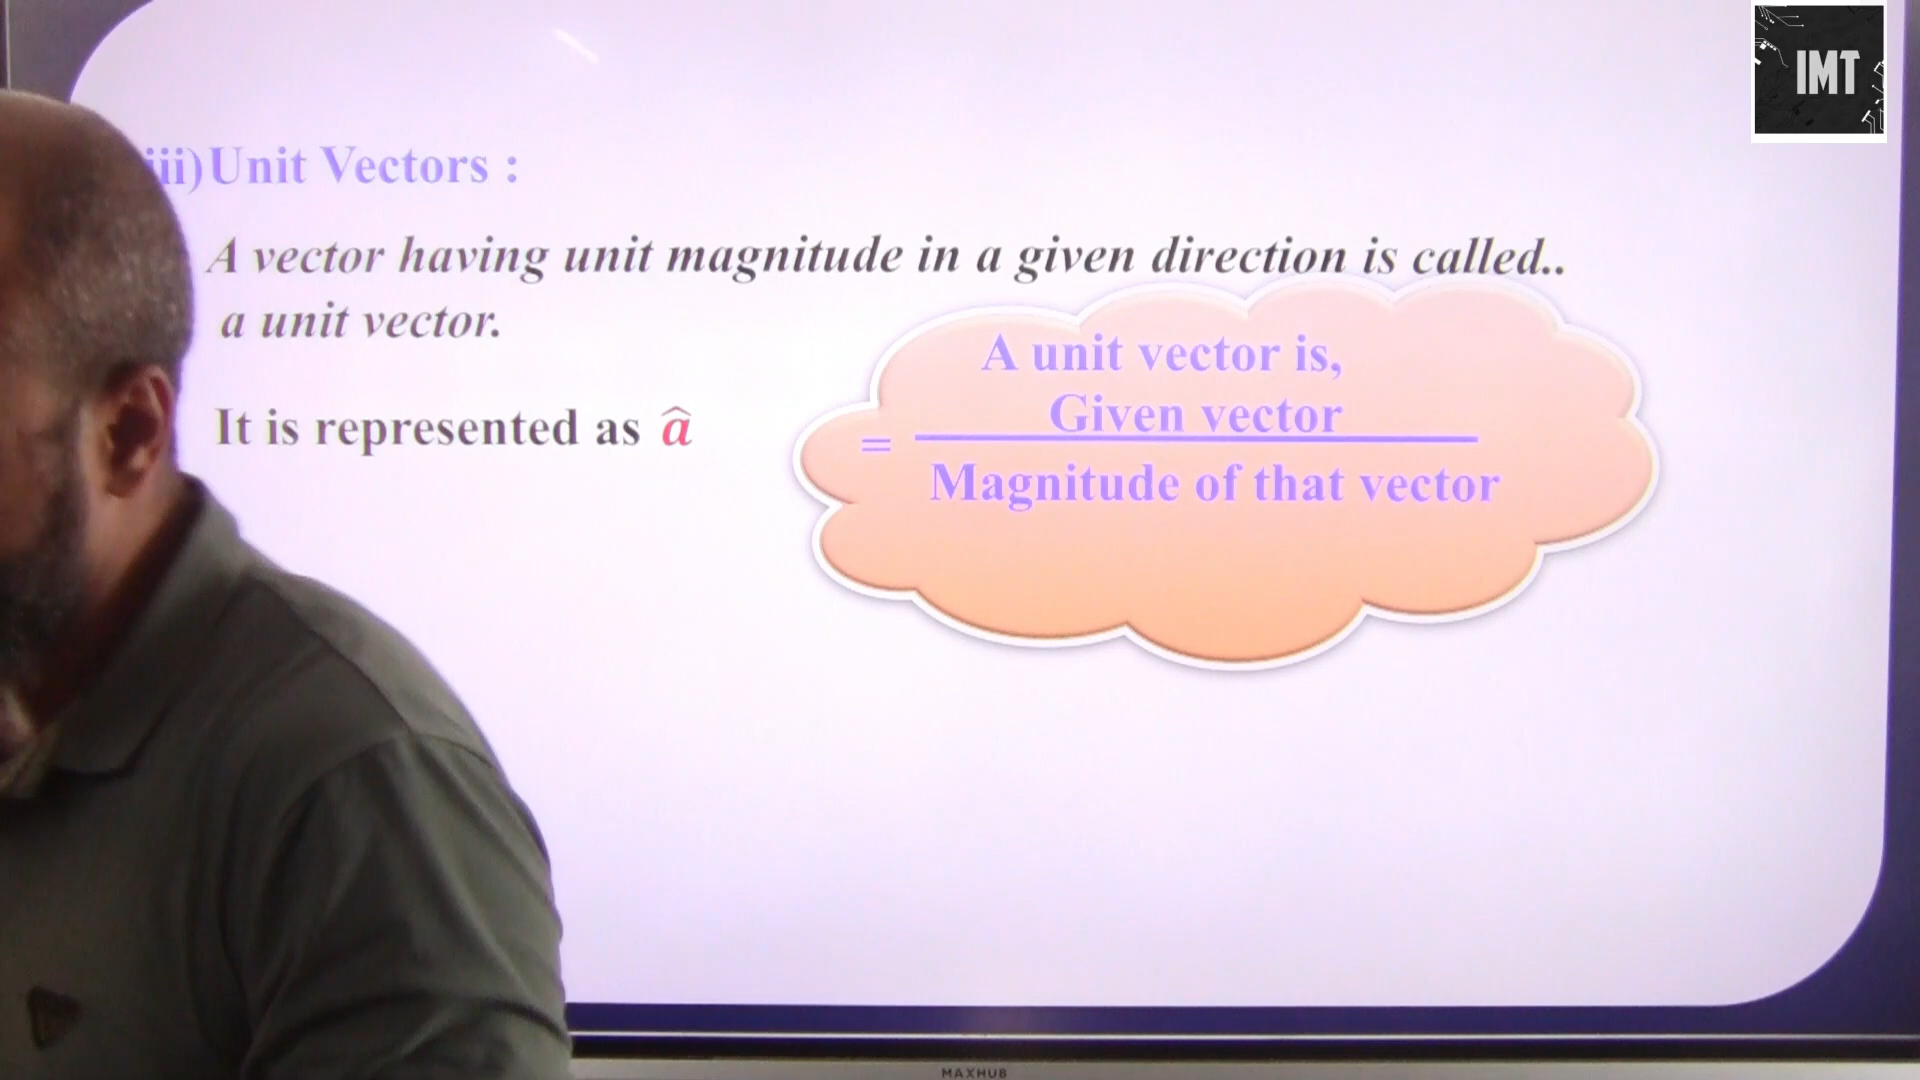 IMT
iii) Unit Vectors :
A vector having unit magnitude in a given direction is called..
a unit vector.
It is represented as â
A unit vector is,
= Given vector
Magnitude of that vector
MAXHUB